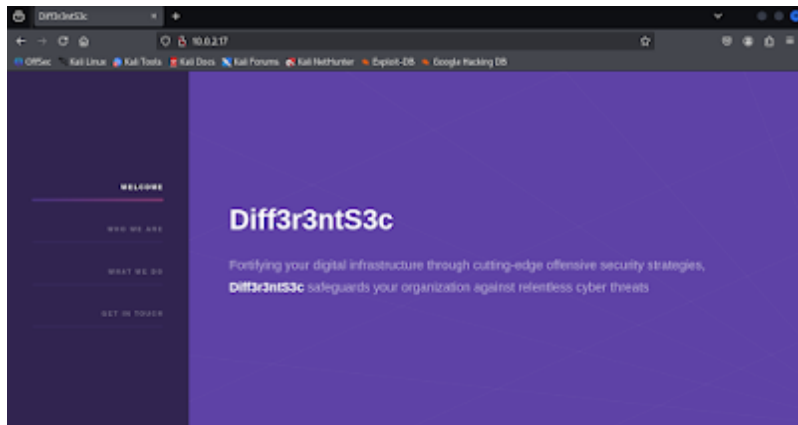 Diff3r3ntS3c
10.0.2.17
OffSec Kali Linux Kali Tools Kali Docs Kali Forums Kali NetHunter Exploit-DB Google Hacking DB
WELCOME
WHO WE ARE
WHAT WE DO
GET IN TOUCH
Diff3r3ntS3c
Fortifying your digital infrastructure through cutting-edge offensive security strategies,
Diff3r3ntS3c safeguards your organization against relentless cyber threats